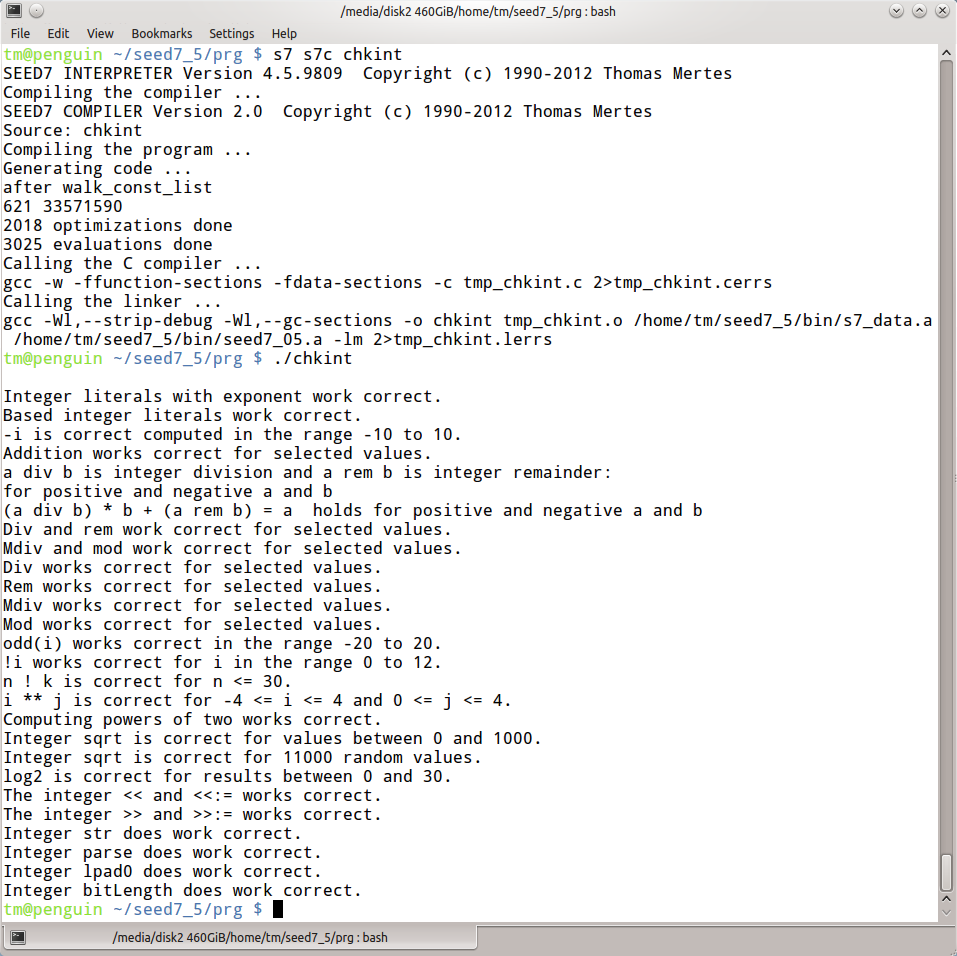 /media/disk2 460GiB/home/tm/seed7_5/prg : bash
File Edit View Bookmarks Settings Help
tm@penguin ~/seed7_5/prg $ s7 s7c chkint
SEED7 INTERPRETER Version 4.5.9809  Copyright (c) 1990-2012 Thomas Mertes
Compiling the compiler ...
SEED7 COMPILER Version 2.0  Copyright (c) 1990-2012 Thomas Mertes
Source: chkint
Compiling the program ...
Generating code ...
after walk_const_list
621 33571590
2018 optimizations done
3025 evaluations done
Calling the C compiler ...
gcc -w -ffunction-sections -fdata-sections -c tmp_chkint.c 2>tmp_chkint.cerrs
Calling the linker ...
gcc -Wl,--strip-debug -Wl,--gc-sections -o chkint tmp_chkint.o /home/tm/seed7_5/bin/s7_data.a
 /home/tm/seed7_5/bin/seed7_05.a -lm 2>tmp_chkint.lerrs
tm@penguin ~/seed7_5/prg $ ./chkint
Integer literals with exponent work correct.
Based integer literals work correct.
-i is correct computed in the range -10 to 10.
Addition works correct for selected values.
a div b is integer division and a rem b is integer remainder:
for positive and negative a and b
(a div b) * b + (a rem b) = a  holds for positive and negative a and b
Div and rem work correct for selected values.
Mdiv and mod work correct for selected values.
Div works correct for selected values.
Rem works correct for selected values.
Mdiv works correct for selected values.
Mod works correct for selected values.
odd(i) works correct in the range -20 to 20.
!i works correct for i in the range 0 to 12.
n ! k is correct for n <= 30.
i ** j is correct for -4 <= i <= 4 and 0 <= j <= 4.
Computing powers of two works correct.
Integer sqrt is correct for values between 0 and 1000.
Integer sqrt is correct for 11000 random values.
log2 is correct for results between 0 and 30.
The integer << and <<:= works correct.
The integer >> and >>:= works correct.
Integer str does work correct.
Integer parse does work correct.
Integer lpad0 does work correct.
Integer bitLength does work correct.
tm@penguin ~/seed7_5/prg $
/media/disk2 460GiB/home/tm/seed7_5/prg : bash